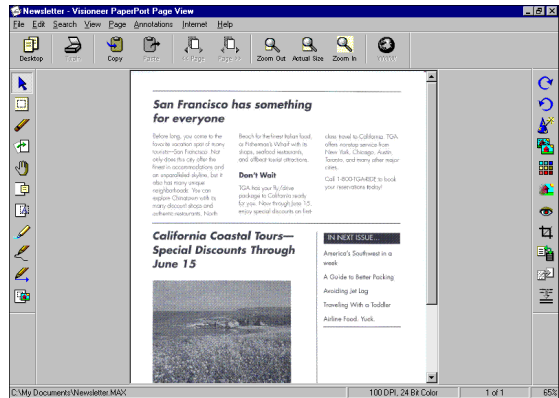 Newsletter - Visioneer PaperPort Page View
File Edit Search View Page Annotations Internet Help
Desktop Scan Copy Paste << Page Page >> Zoom Out Actual Size Zoom In WWW
San Francisco has something
for everyone
Before long, you come to the
favorite vacation spot of many
tourists—San Francisco. Not
only does this city offer the
finest in accommodations and
an unparalleled skyline, but it
also has many unique
neighborhoods. You can
explore Chinatown with its
many discount shops and
authentic restaurants. North
Beach for the finest Italian food,
or Fisherman's Wharf with its
shops, seafood restaurants,
and offbeat tourist attractions.
Don't Wait
TGA has your fly/drive
package to California ready
for you. Now through June 15,
enjoy special discounts on first
class travel to California. TGA
offers nonstop service from
New York, Chicago, Austin,
Toronto, and many other major
cities.
Call 1-800-TGA-RIDE to book
your reservations today!
California Coastal Tours—
Special Discounts Through
June 15
IN NEXT ISSUE...
America's Southwest in a
week
A Guide to Better Packing
Avoiding Jet Lag
Traveling With a Toddler
Airline Food. Yuck.
C:\My Documents\Newsletter.MAX 100 DPI, 24 Bit Color 1 of 1 65%